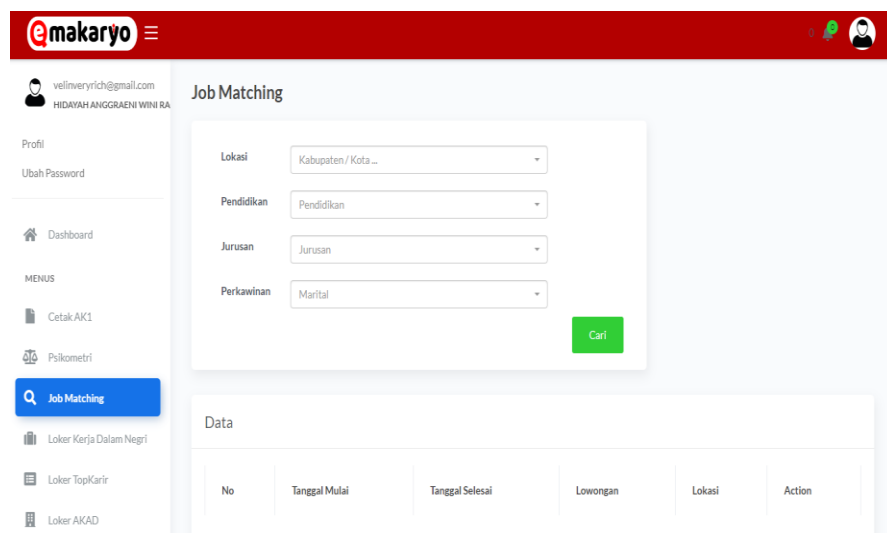 emakaryo
0
0
velinveryrich@gmail.com
HIDAYAH ANGGRAENI WINI RA
Profil
Ubah Password
Dashboard
MENUS
Cetak AK1
Psikometri
Job Matching
Loker Kerja Dalam Negri
Loker TopKarir
Loker AKAD
Job Matching
Lokasi
Kabupaten / Kota ...
Pendidikan
Pendidikan
Jurusan
Jurusan
Perkawinan
Marital
Cari
Data
No Tanggal Mulai Tanggal Selesai Lowongan Lokasi Action